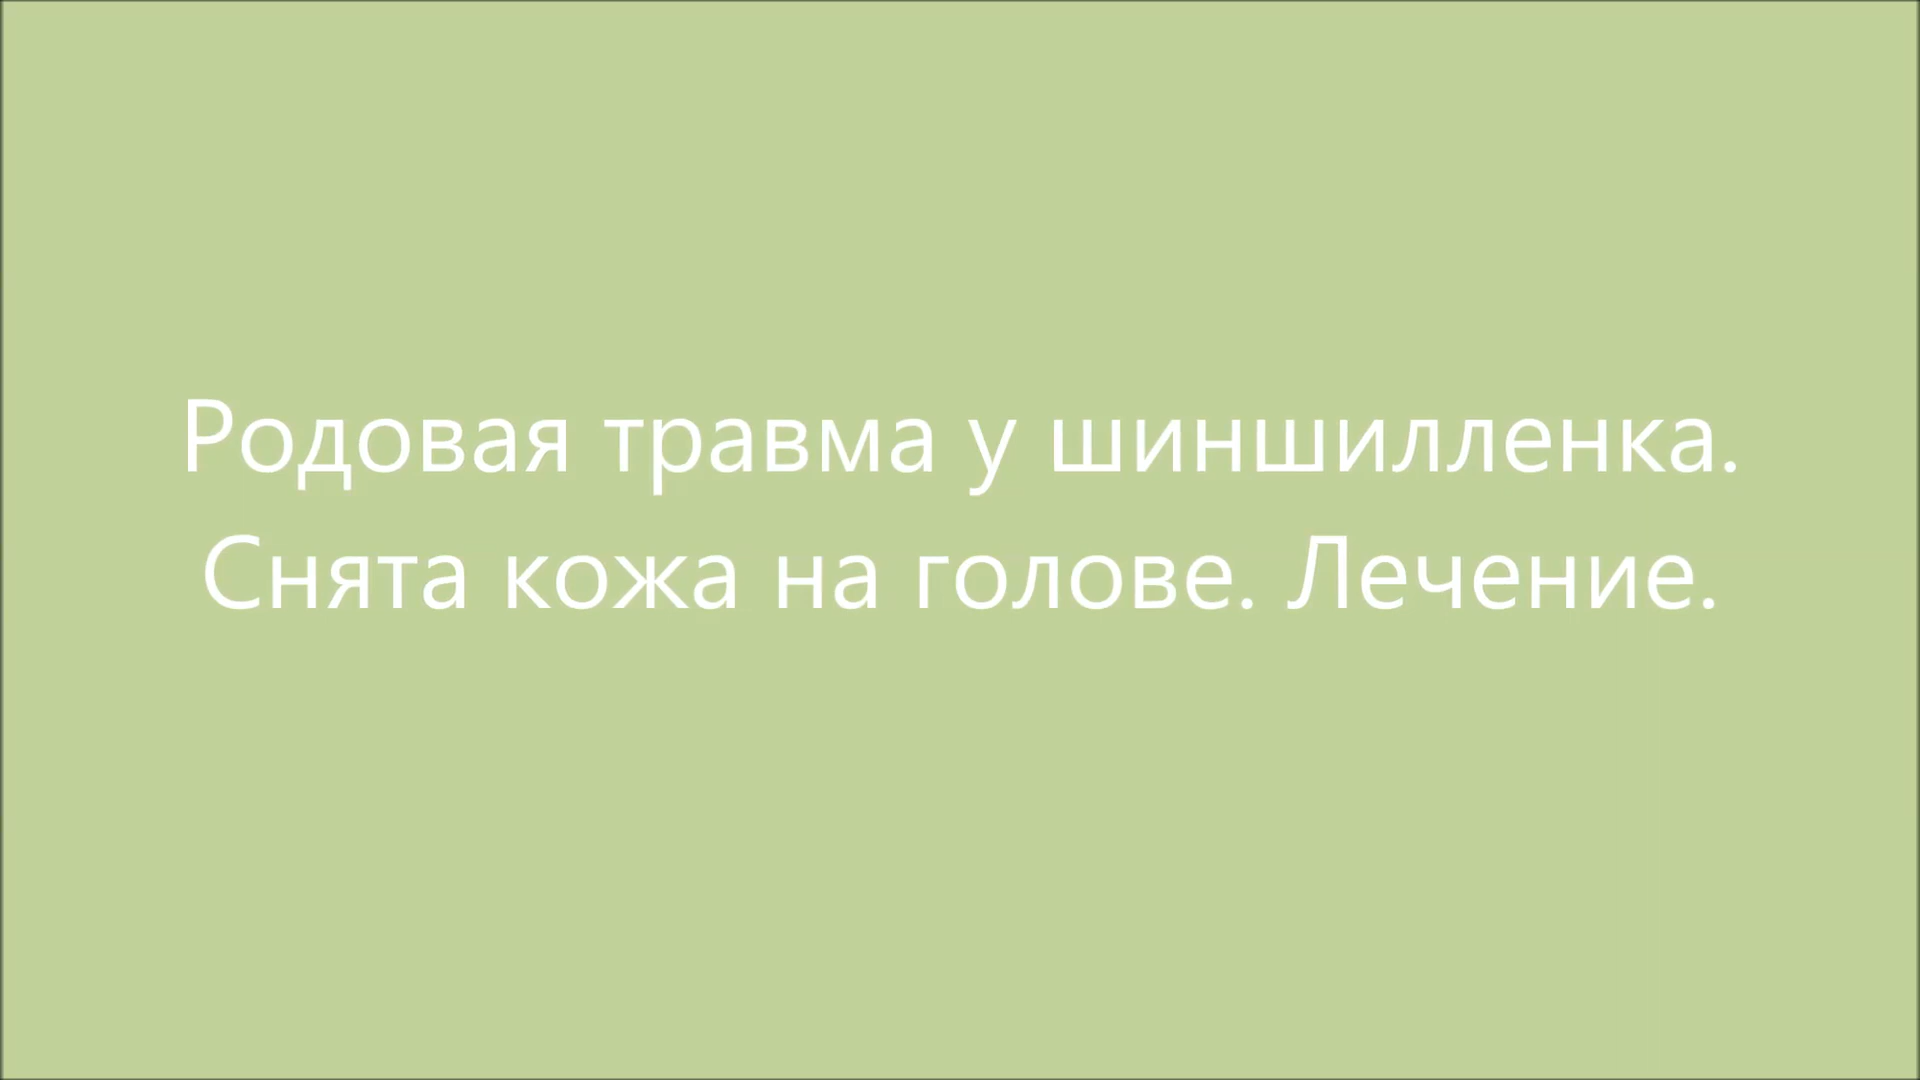 Родовая травма у шиншилленка.
Снята кожа на голове. Лечение.